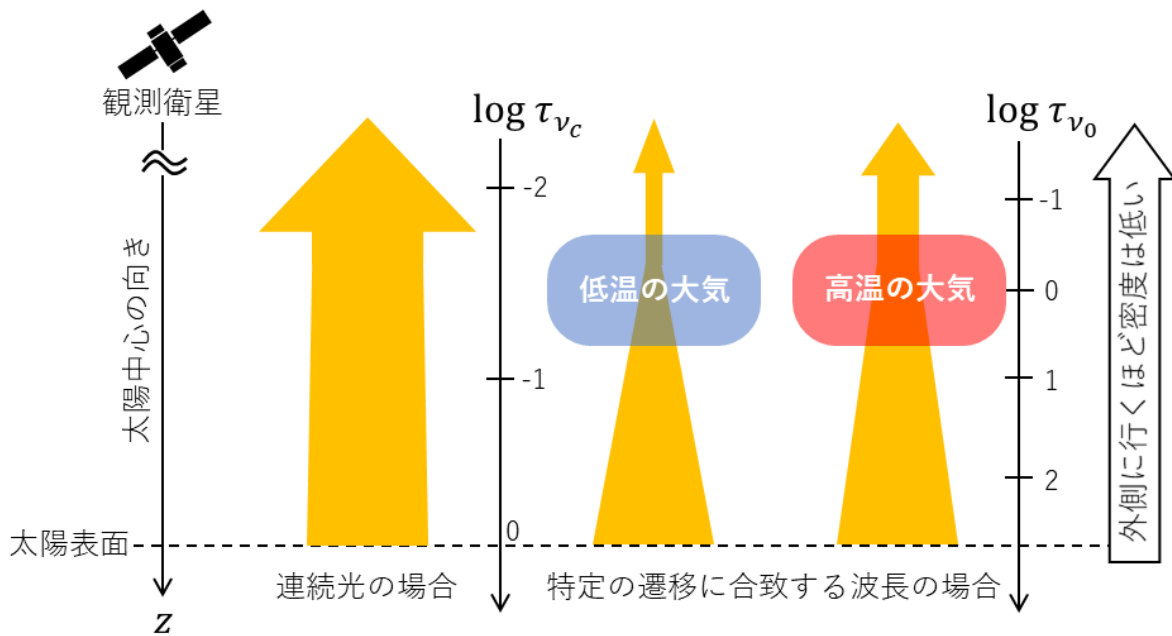 観測衛星
太陽中心の向き
太陽表面
z
連続光の場合
log τ_{ν_c}
-2
-1
0
低温の大気
高温の大気
特定の遷移に合致する波長の場合
log τ_{ν_0}
-1
0
1
2
外側に行くほど密度は低い